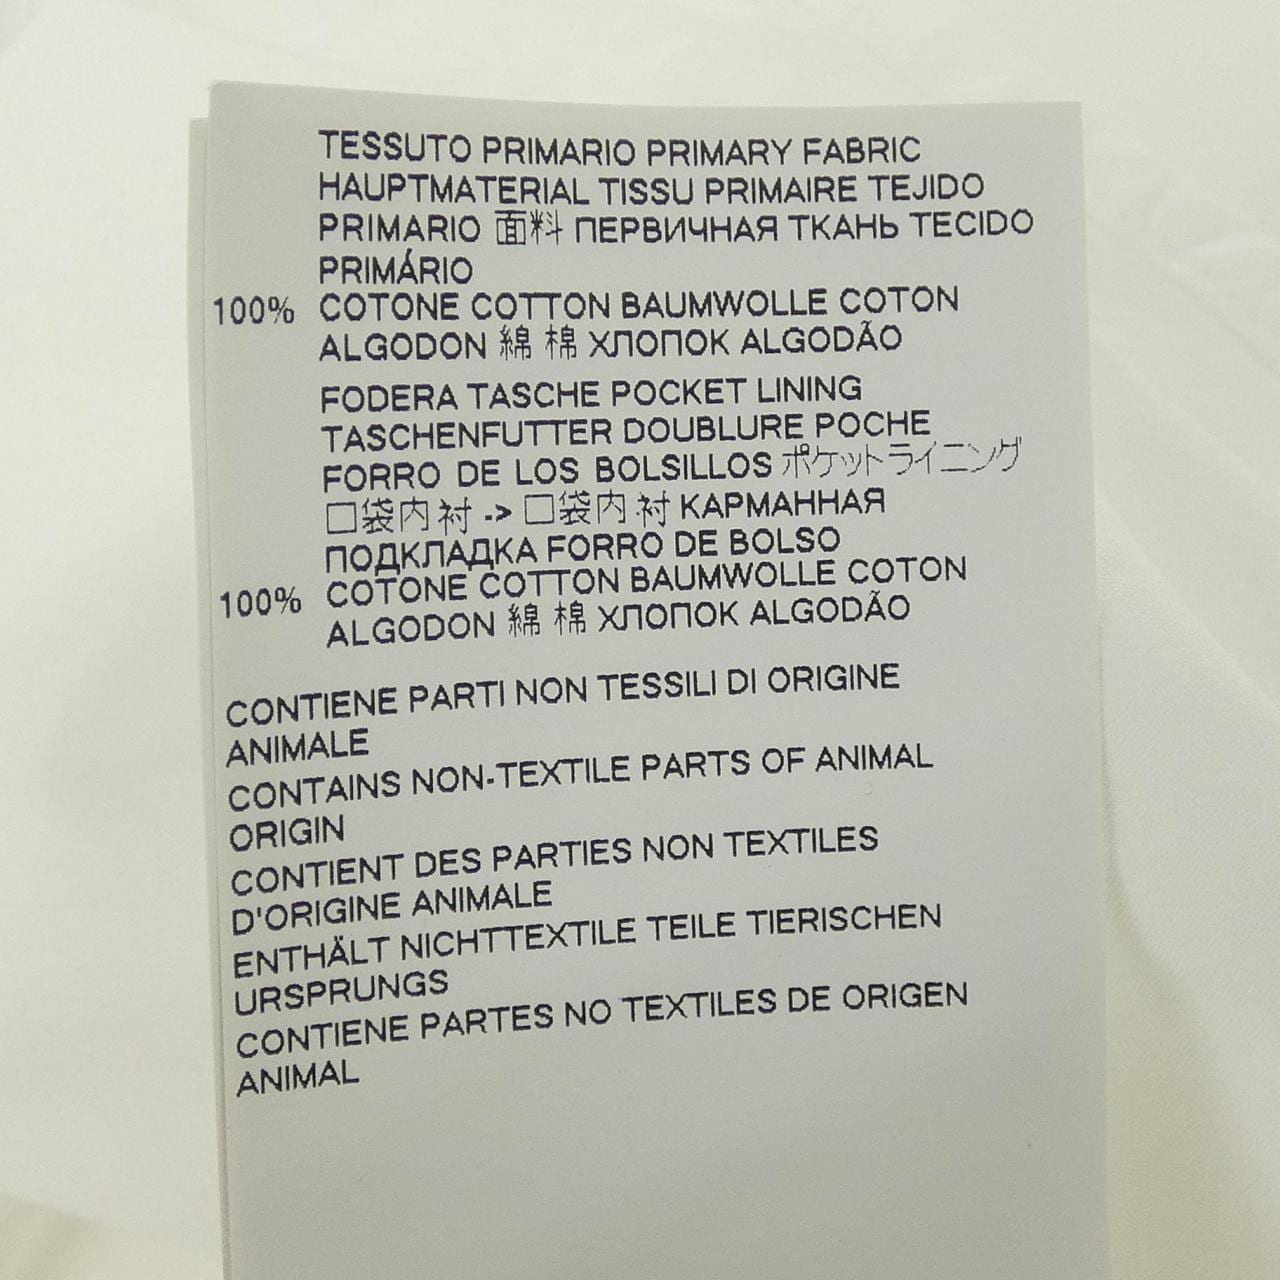 TESSUTO PRIMARIO PRIMARY FABRIC
HAUPTMATERIAL TISSU PRIMAIRE TEJIDO
PRIMARIO 面料 ПЕРВИЧНАЯ ТКАНЬ TECIDO
PRIMÁRIO
100% COTONE COTTON BAUMWOLLE COTON
ALGODON 綿 棉 ХЛОПОК ALGODÃO
FODERA TASCHE POCKET LINING
TASCHENFUTTER DOUBLURE POCHE
FORRO DE LOS BOLSILLOS ポケットライニング
口袋内衬 -> 口袋内衬 КАРМАННАЯ
ПОДКЛАДКА FORRO DE BOLSO
100% COTONE COTTON BAUMWOLLE COTON
ALGODON 綿 棉 ХЛОПОК ALGODÃO
CONTIENE PARTI NON TESSILI DI ORIGINE
ANIMALE
CONTAINS NON-TEXTILE PARTS OF ANIMAL
ORIGIN
CONTIENT DES PARTIES NON TEXTILES
D'ORIGINE ANIMALE
ENTHÄLT NICHTTEXTILE TEILE TIERISCHEN
URSPRUNGS
CONTIENE PARTES NO TEXTILES DE ORIGEN
ANIMAL